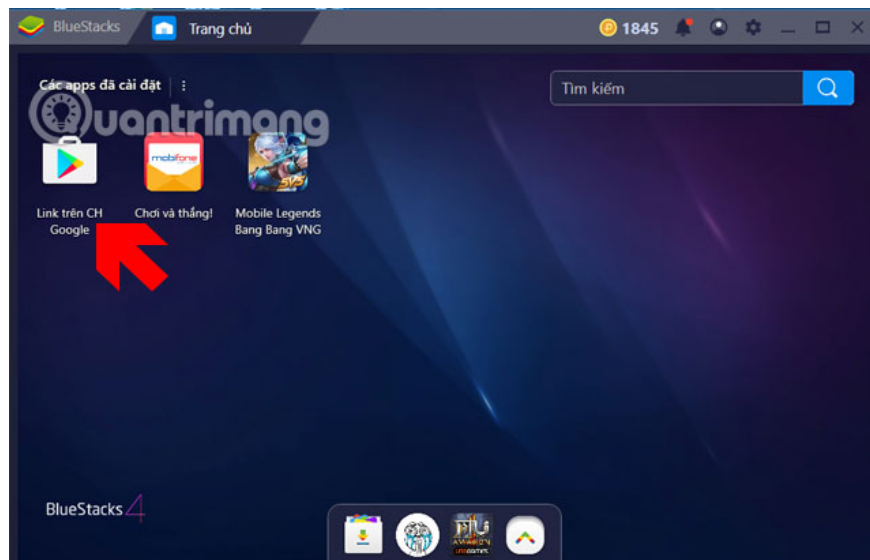 BlueStacks
Trang chủ
1845
Các apps đã cài đặt
Tìm kiếm
Quantrimang
mobifone
5V5
Link trên CH
Google
Chơi và thắng!
Mobile Legends
Bang Bang VNG
BlueStacks 4